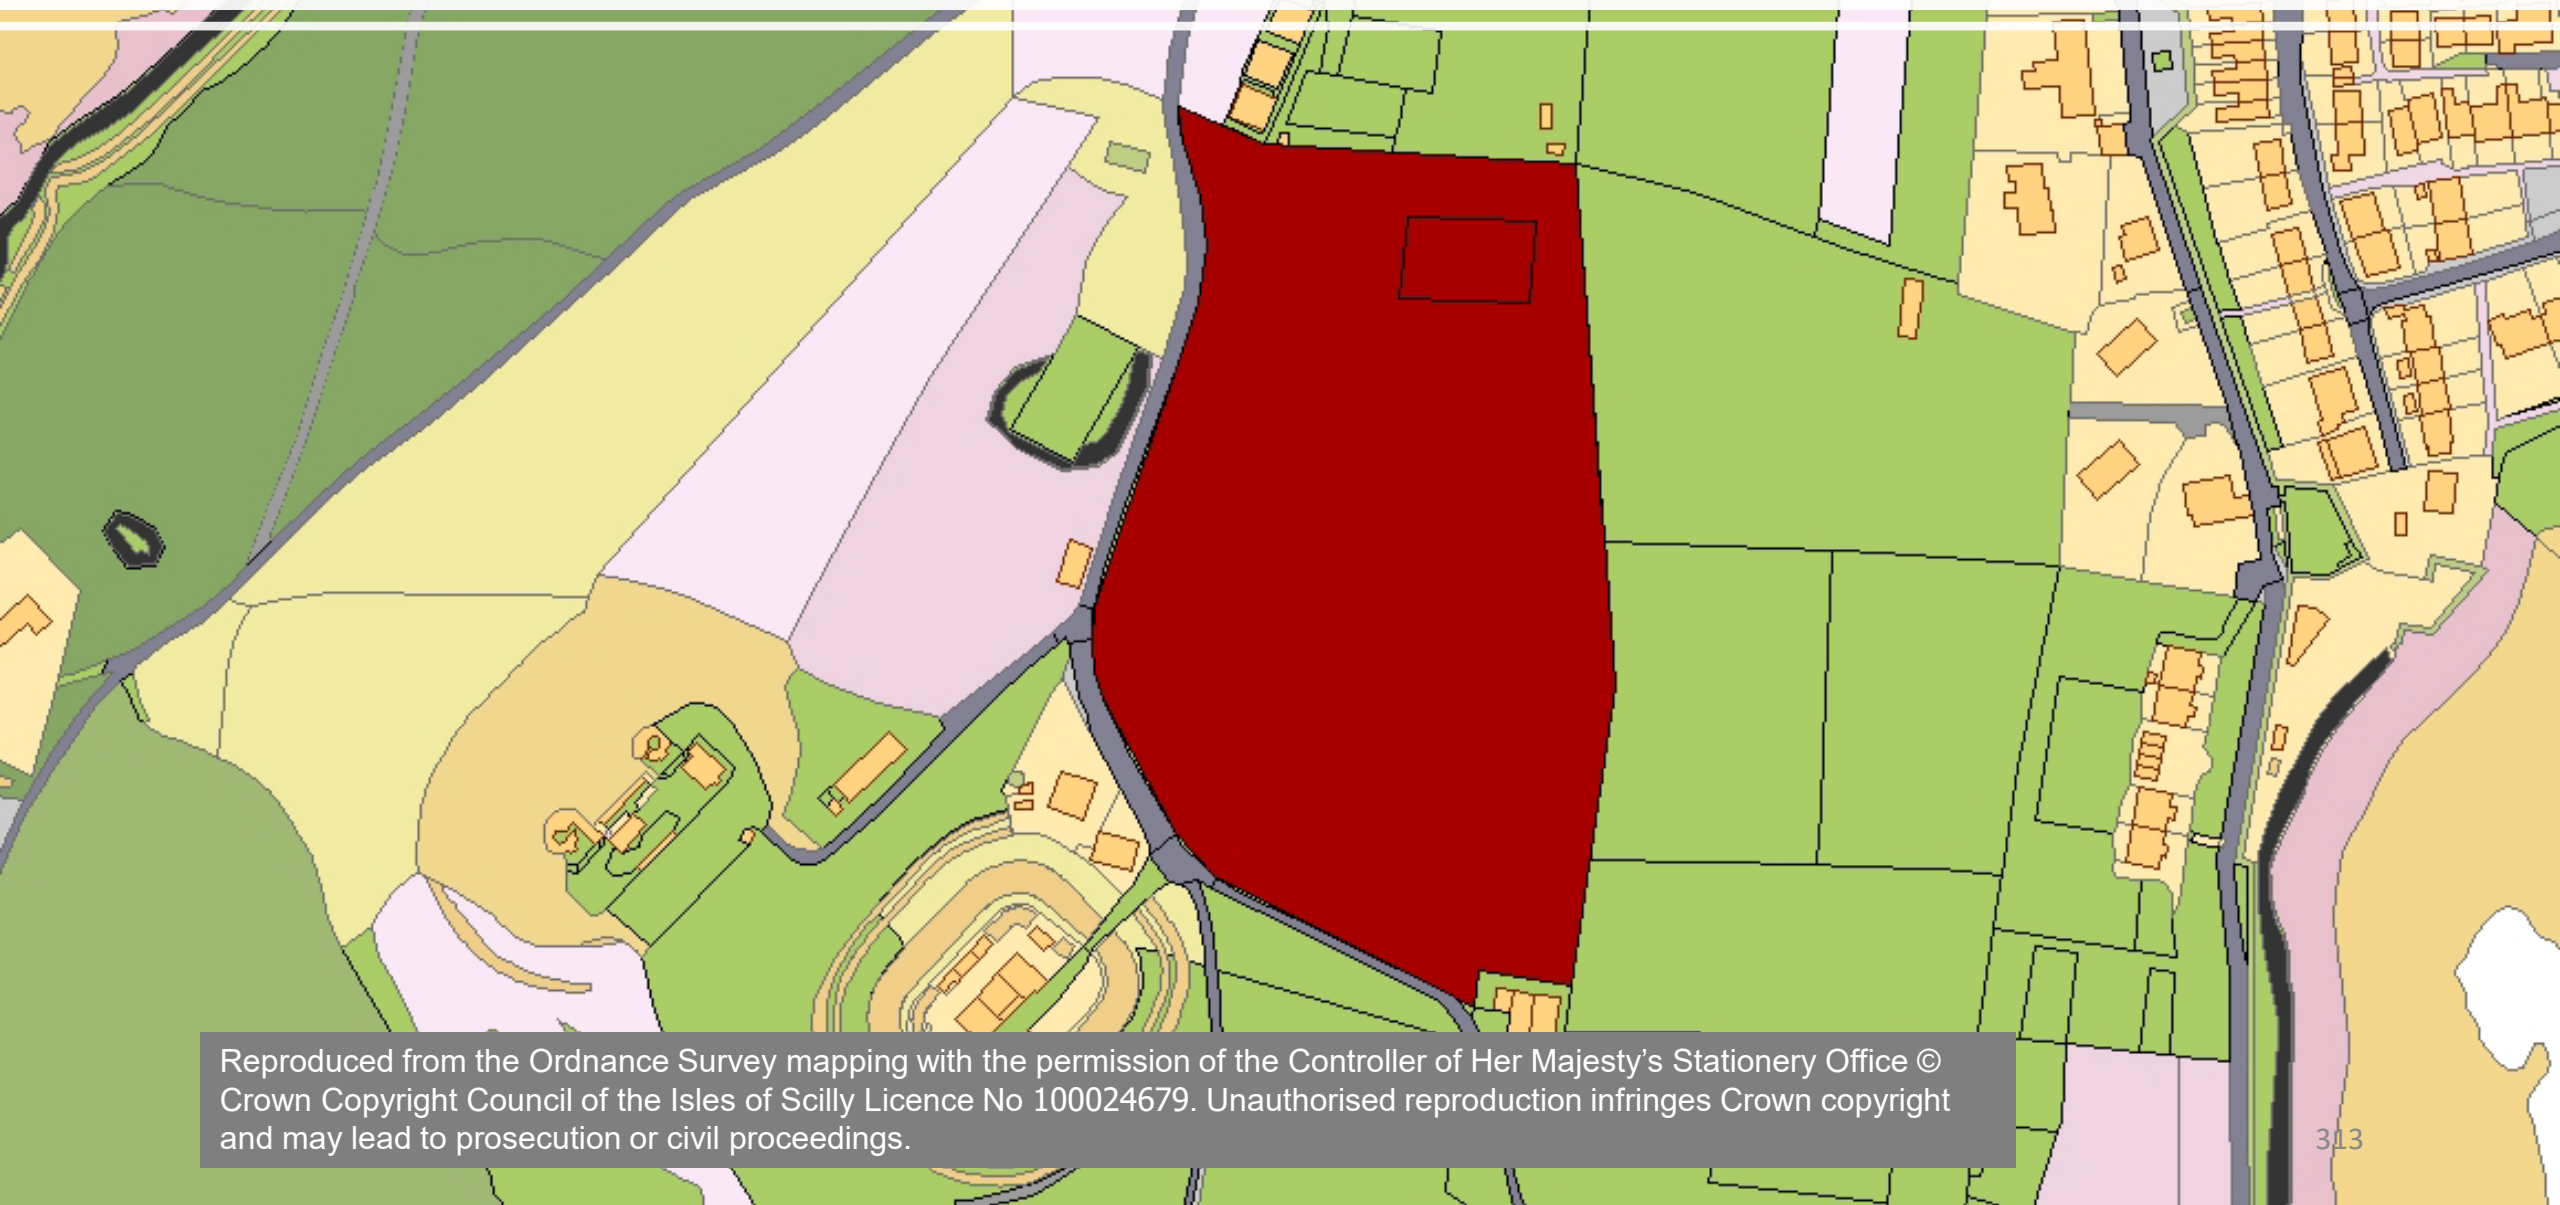 Reproduced from the Ordnance Survey mapping with the permission of the Controller of Her Majesty’s Stationery Office ©
Crown Copyright Council of the Isles of Scilly Licence No 100024679. Unauthorised reproduction infringes Crown copyright
and may lead to prosecution or civil proceedings.
313